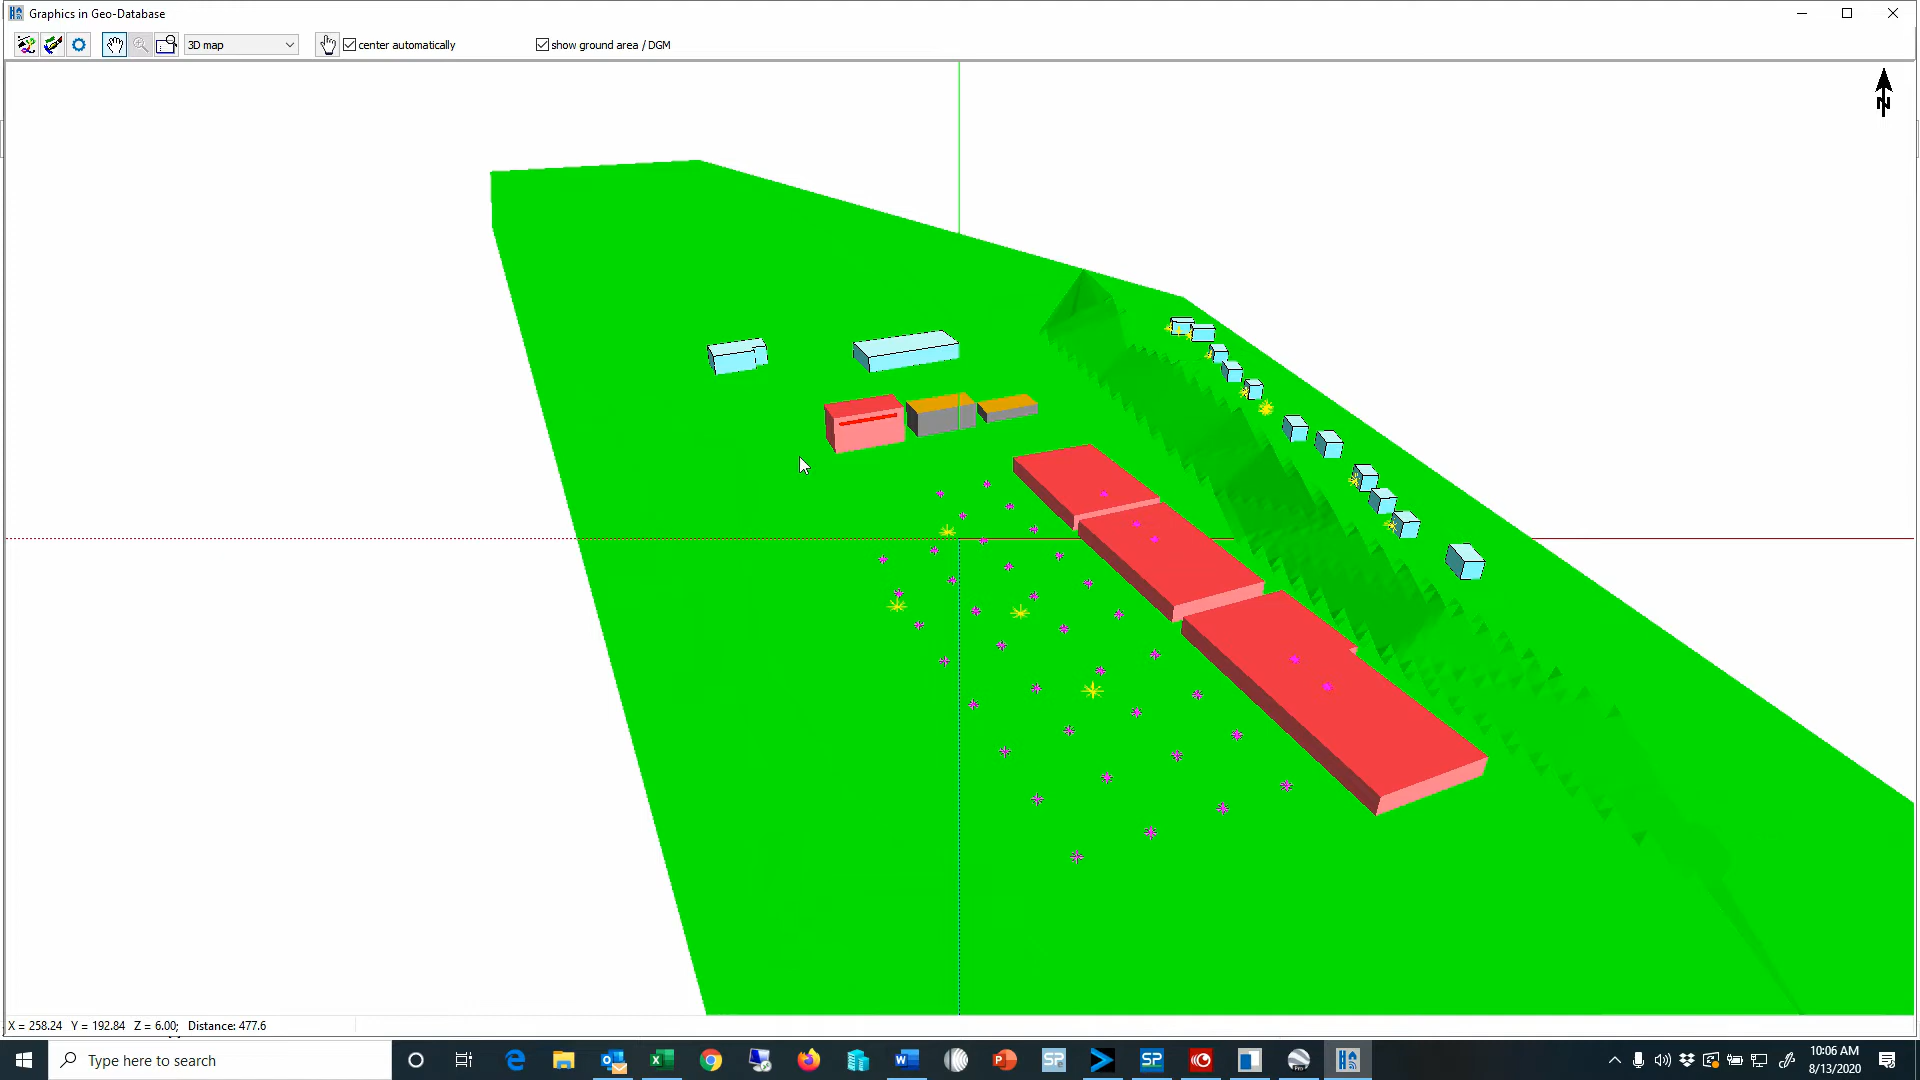 Graphics in Geo-Database
3D map
center automatically
show ground area / DGM
N
X = 258.24 Y = 192.84 Z = 6.00; Distance: 477.6
Type here to search
W
P
SP
SP
Pro
10:06 AM
8/13/2020